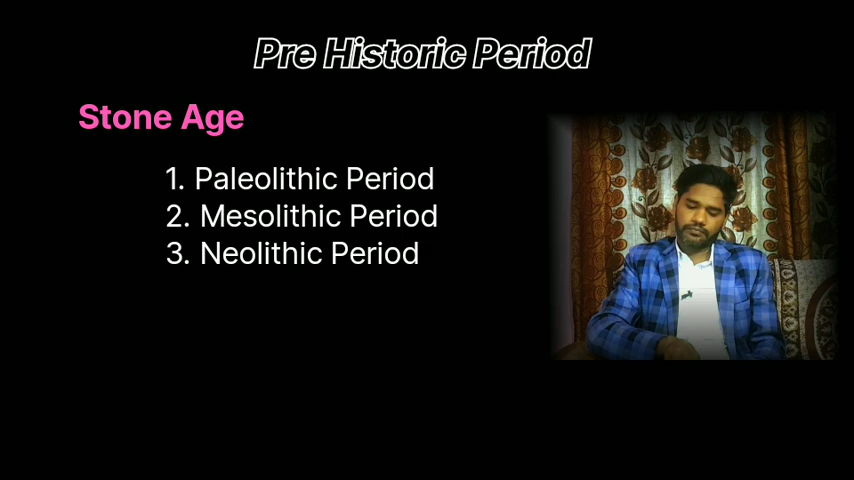 Pre Historic Period
Stone Age
1. Paleolithic Period
2. Mesolithic Period
3. Neolithic Period